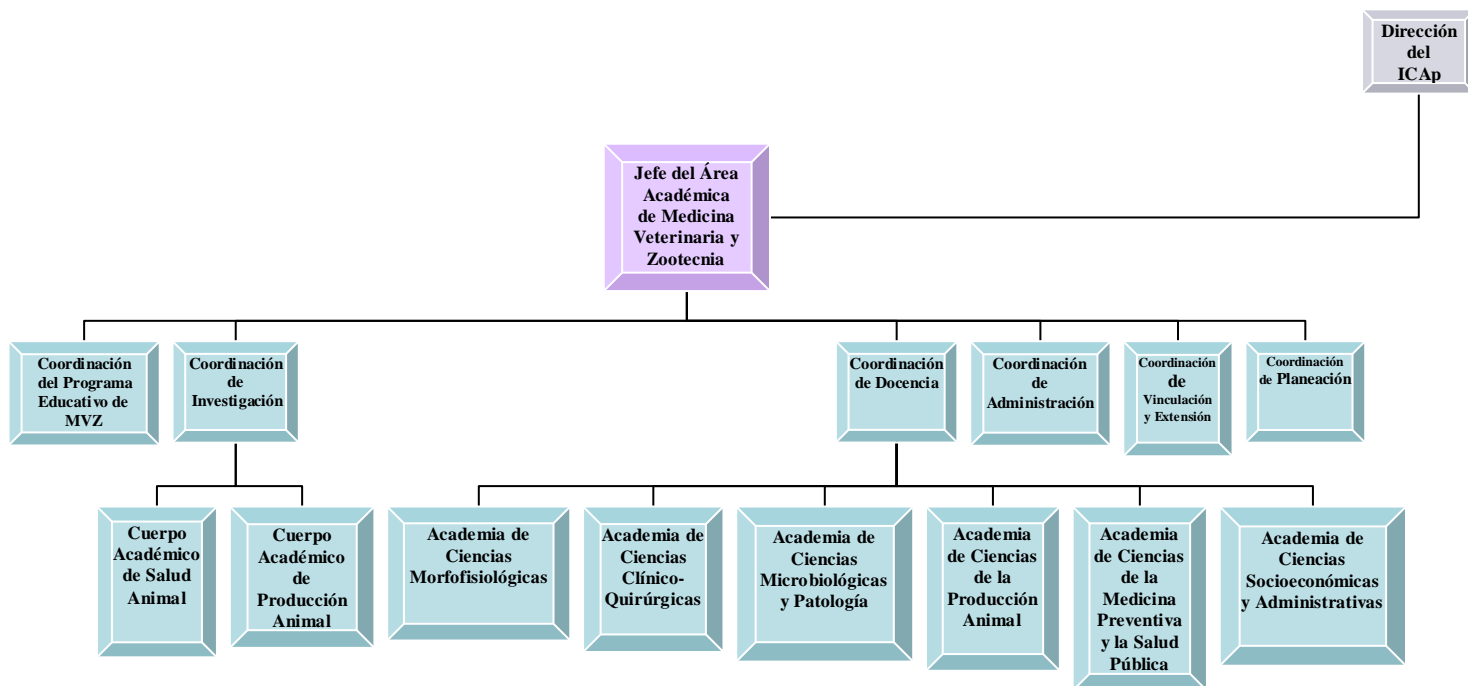 Dirección
del
ICAp
Jefe del Área
Académica
de Medicina
Veterinaria y
Zootecnia
Coordinación
del Programa
Educativo de
MVZ
Coordinación
de
Investigación
Coordinación
de Docencia
Coordinación
de
Administración
Coordinación
de
Vinculación
y Extensión
Coordinación
de Planeación
Cuerpo
Académico
de Salud
Animal
Cuerpo
Académico
de
Producción
Animal
Academia de
Ciencias
Morfofisiológicas
Academia de
Ciencias
Clínico-
Quirúrgicas
Academia de
Ciencias
Microbiológicas
y Patología
Academia
de Ciencias
de la
Producción
Animal
Academia
de Ciencias
de la
Medicina
Preventiva
y la Salud
Pública
Academia de
Ciencias
Socioeconómicas
y Administrativas